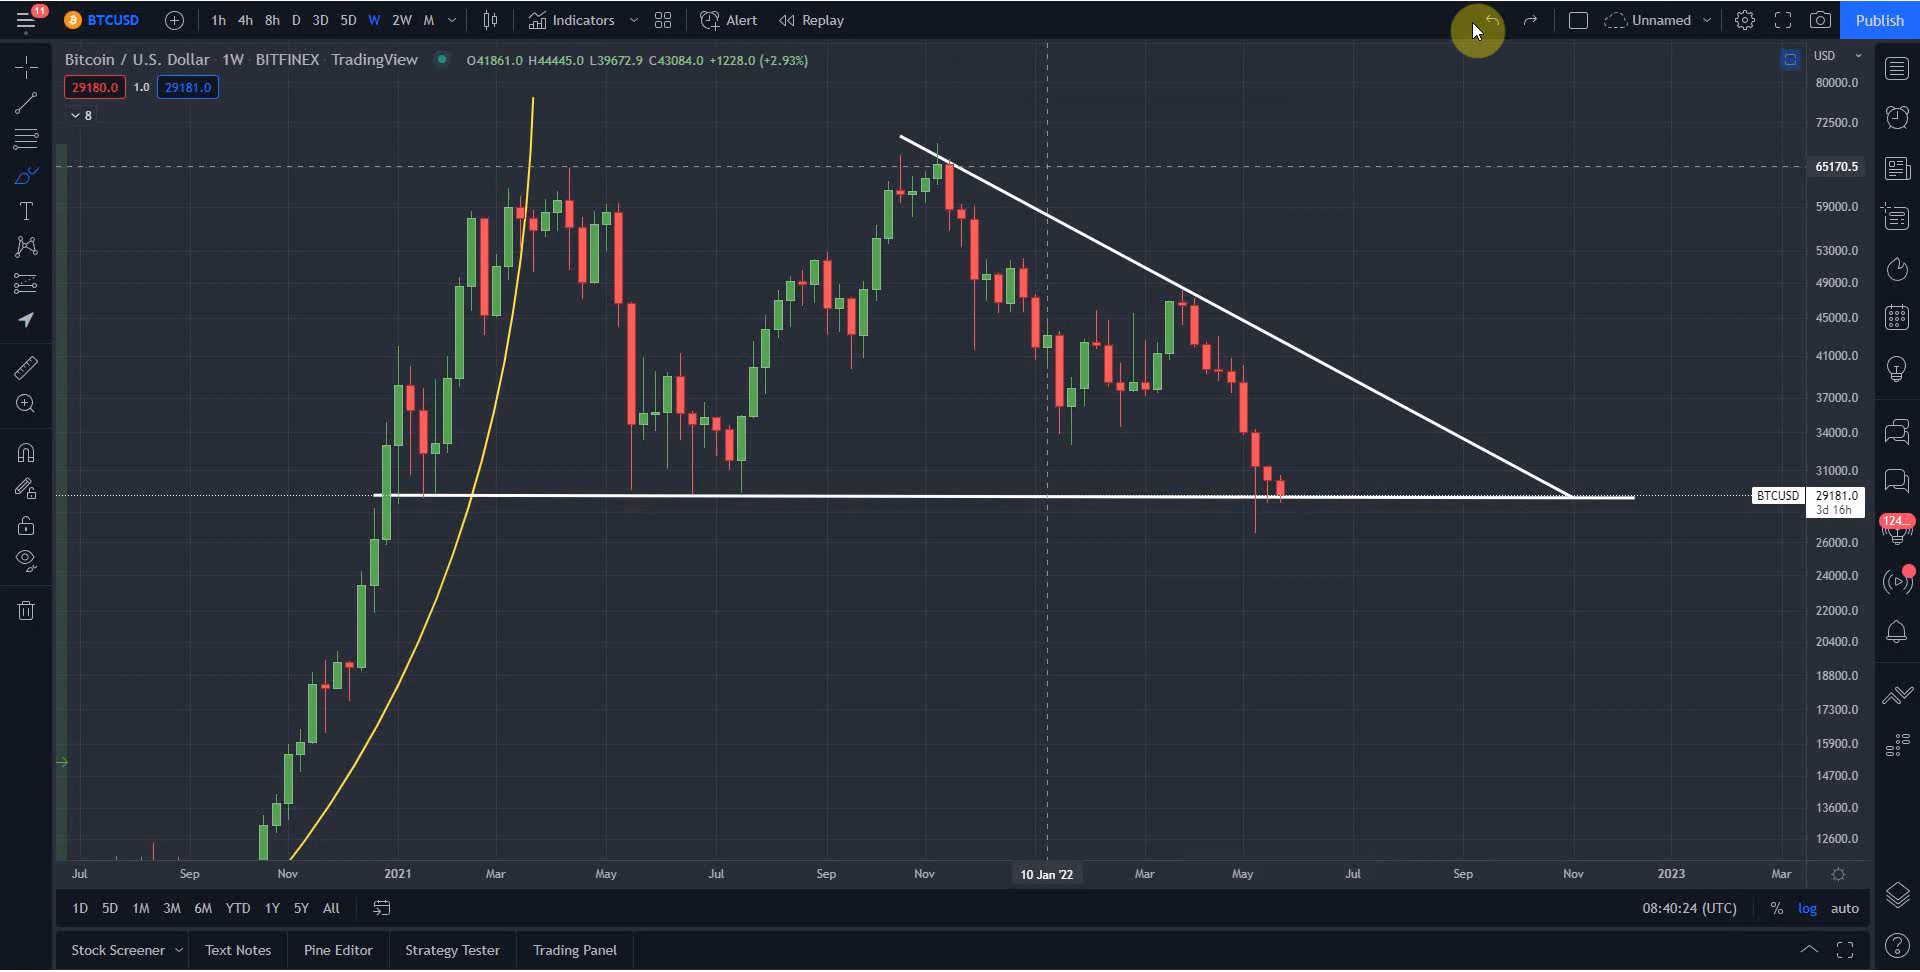 11 BTCUSD 1h 4h 8h D 3D 5D W 2W M Indicators Alert Replay Unnamed Publish
Bitcoin / U.S. Dollar 1W BITFINEX TradingView O41861.0 H44445.0 L39672.9 C43084.0 +1228.0 (+2.93%)
USD
29180.0 1.0 29181.0
8
80000.0
72500.0
65170.5
59000.0
53000.0
49000.0
45000.0
41000.0
37000.0
34000.0
31000.0
BTCUSD 29181.0
3d 16h
124...
26000.0
24000.0
22000.0
20400.0
18800.0
17300.0
15900.0
14700.0
13600.0
12600.0
Jul Sep Nov 2021 Mar May Jul Sep Nov 10 Jan '22 Mar May Jul Sep Nov 2023 Mar
1D 5D 1M 3M 6M YTD 1Y 5Y All 08:40:24 (UTC) % log auto
Stock Screener Text Notes Pine Editor Strategy Tester Trading Panel